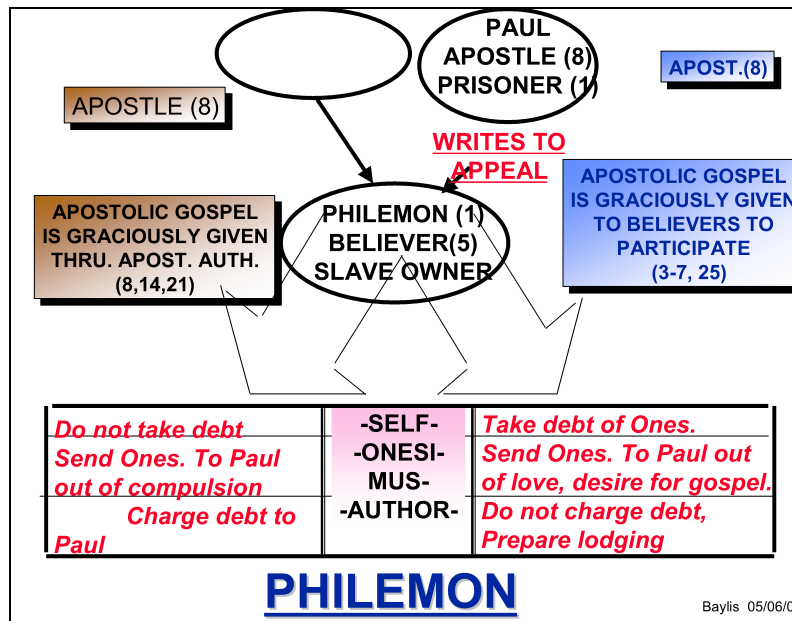 PAUL
APOSTLE (8)
PRISONER (1)
APOST.(8)
APOSTLE (8)
WRITES TO
APPEAL
APOSTOLIC GOSPEL
IS GRACIOUSLY GIVEN
THRU. APOST. AUTH.
(8,14,21)
PHILEMON (1)
BELIEVER(5)
SLAVE OWNER
APOSTOLIC GOSPEL
IS GRACIOUSLY GIVEN
TO BELIEVERS TO
PARTICIPATE
(3-7, 25)
Do not take debt
Send Ones. To Paul
out of compulsion
Charge debt to
Paul
-SELF-
-ONESI-
MUS-
-AUTHOR-
Take debt of Ones.
Send Ones. To Paul out
of love, desire for gospel.
Do not charge debt,
Prepare lodging
PHILEMON
Baylis 05/06/0